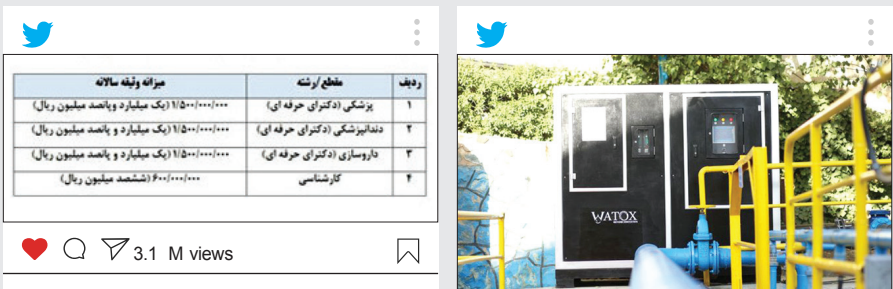 ردیف مقطع/رشته میزانه وثیقه سالانه
۱ پزشکی (دکترای حرفه ای) ۱/۵۰۰/۰۰۰/۰۰۰ (یک میلیارد و پانصد میلیون ریال)
۲ دندانپزشکی (دکترای حرفه ای) ۱/۵۰۰/۰۰۰/۰۰۰ (یک میلیارد و پانصد میلیون ریال)
۳ داروسازی (دکترای حرفه ای) ۱/۵۰۰/۰۰۰/۰۰۰ (یک میلیارد و پانصد میلیون ریال)
۴ کارشناسی ۶۰۰/۰۰۰/۰۰۰ (ششصد میلیون ریال)
3.1 M views
WATOX